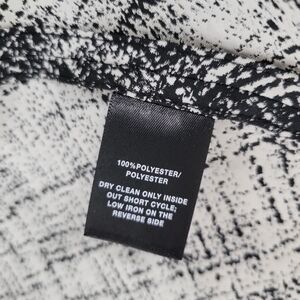 100%POLYESTER/
POLYESTER
DRY CLEAN ONLY INSIDE
OUT SHORT CYCLE;
LOW IRON ON THE
REVERSE SIDE